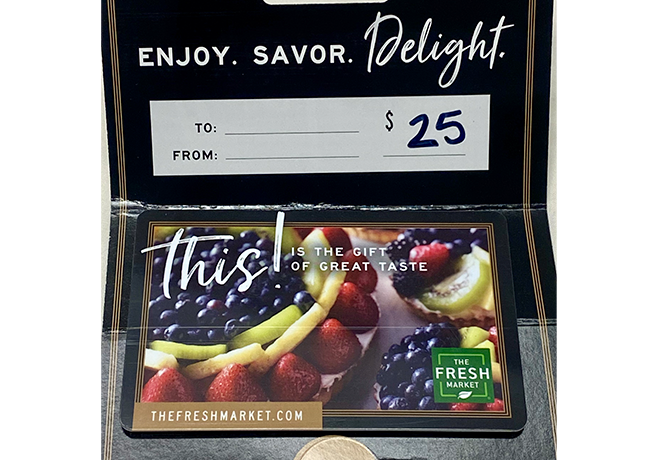 ENJOY. SAVOR. Delight.
TO:
$ 25
FROM:
This! IS THE GIFT
OF GREAT TASTE
THE
FRESH
MARKET
THEFRESHMARKET.COM